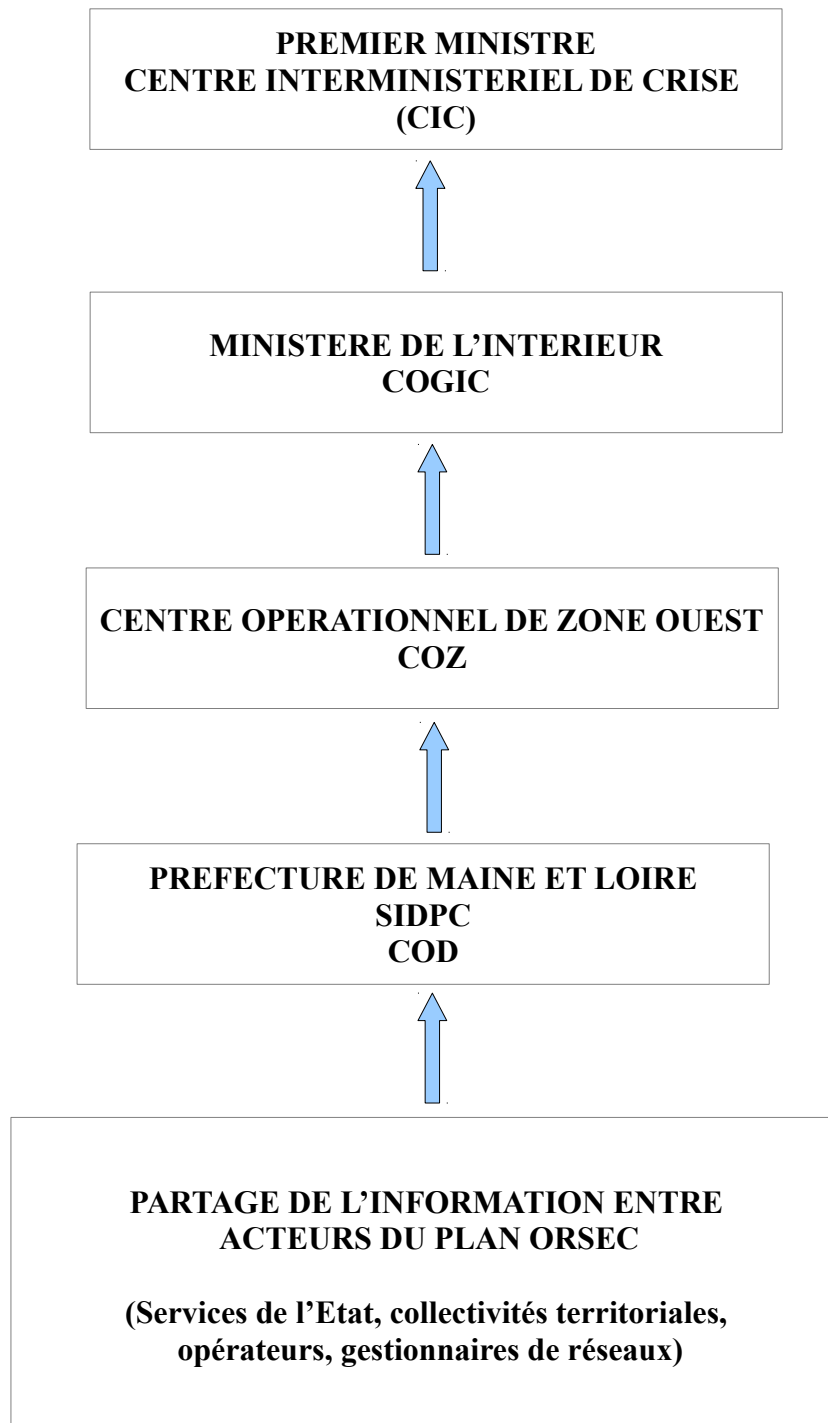 PREMIER MINISTRE
CENTRE INTERMINISTERIEL DE CRISE
(CIC)
MINISTERE DE L’INTERIEUR
COGIC
CENTRE OPERATIONNEL DE ZONE OUEST
COZ
PREFECTURE DE MAINE ET LOIRE
SIDPC
COD
PARTAGE DE L’INFORMATION ENTRE
ACTEURS DU PLAN ORSEC
(Services de l’Etat, collectivités territoriales,
opérateurs, gestionnaires de réseaux)